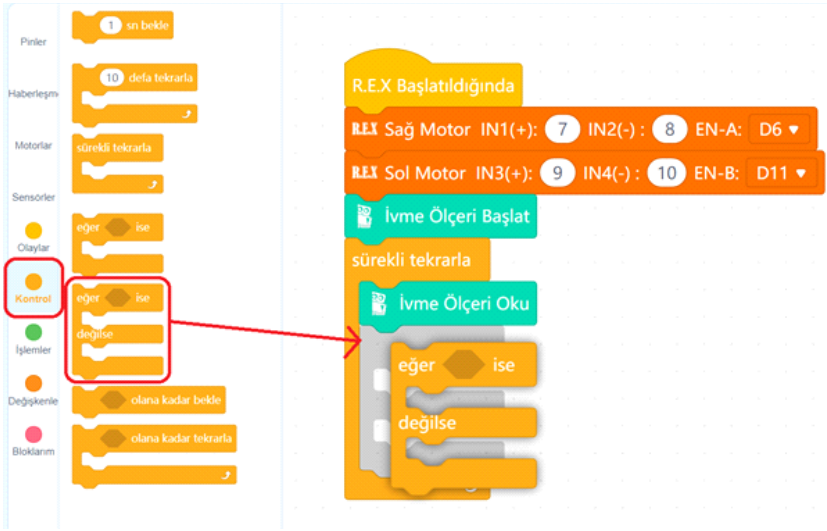 Pinler
Haberleşm
Motorlar
Sensörler
Olaylar
Kontrol
İşlemler
Değişkenle
Bloklarım
1 sn bekle
10 defa tekrarla
sürekli tekrarla
eğer ise
eğer ise
değilse
olana kadar bekle
olana kadar tekrarla
R.E.X Başlatıldığında
R.E.X Sağ Motor IN1(+): 7 IN2(-) : 8 EN-A: D6
R.E.X Sol Motor IN3(+): 9 IN4(-) : 10 EN-B: D11
İvme Ölçeri Başlat
sürekli tekrarla
İvme Ölçeri Oku
eğer ise
değilse